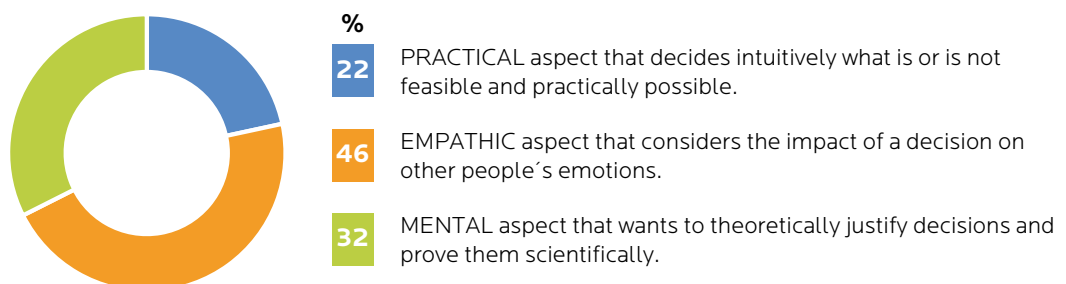 %
22
PRACTICAL aspect that decides intuitively what is or is not
feasible and practically possible.
46
EMPATHIC aspect that considers the impact of a decision on
other people´s emotions.
32
MENTAL aspect that wants to theoretically justify decisions and
prove them scientifically.